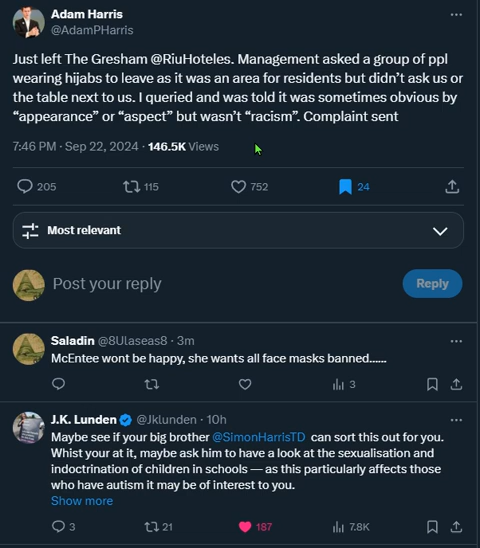 Adam Harris
@AdamPHarris
Just left The Gresham @RiuHoteles. Management asked a group of ppl
wearing hijabs to leave as it was an area for residents but didn't ask us or
the table next to us. I queried and was told it was sometimes obvious by
“appearance” or “aspect” but wasn't “racism”. Complaint sent
7:46 PM · Sep 22, 2024 · 146.5K Views
205 115 752 24
Most relevant
Post your reply
Reply
Saladin @8Ulaseas8 · 3m
McEntee wont be happy, she wants all face masks banned......
3
J.K. Lunden @Jklunden · 10h
Maybe see if your big brother @SimonHarrisTD can sort this out for you.
Whist your at it, maybe ask him to have a look at the sexualisation and
indoctrination of children in schools — as this particularly affects those
who have autism it may be of interest to you.
Show more
3 21 187 7.8K